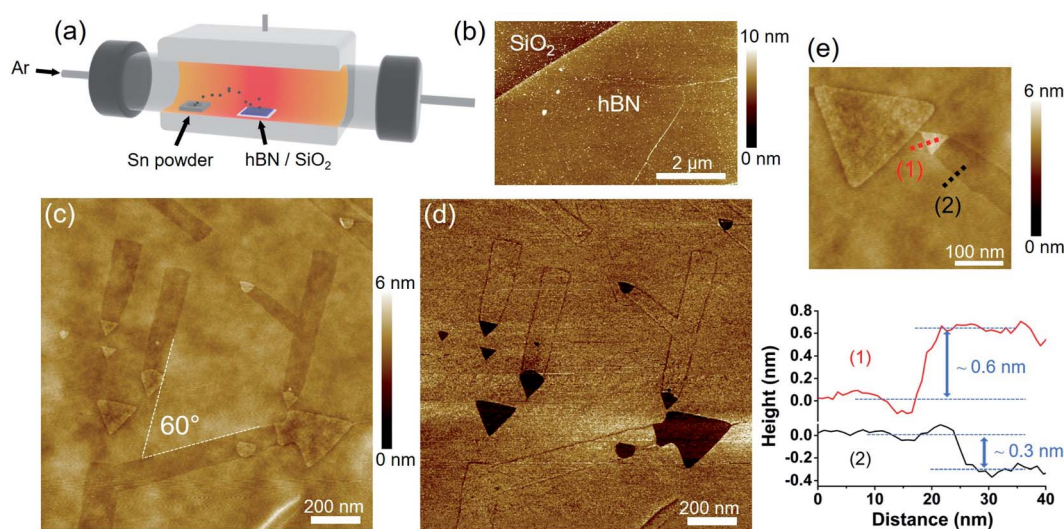 (a)
Ar
Sn powder
hBN / SiO₂
(b)
SiO₂
hBN
2 μm
10 nm
0 nm
(c)
60°
200 nm
6 nm
0 nm
(d)
200 nm
(e)
(1)
(2)
100 nm
6 nm
0 nm
Height (nm)
0.8
0.6
0.4
0.2
0.0
0.0
-0.4
(1)
~ 0.6 nm
(2)
~ 0.3 nm
0 10 20 30 40
Distance (nm)